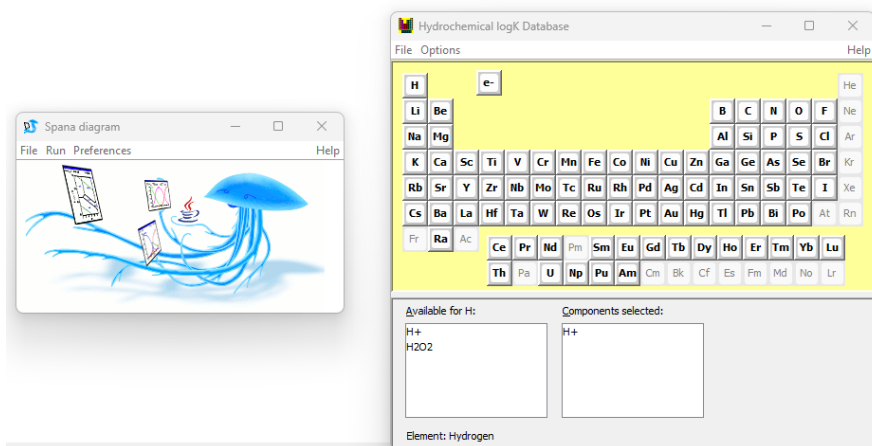 Spana diagram
File Run Preferences Help
Hydrochemical logK Database
File Options Help
H e- He
Li Be B C N O F Ne
Na Mg Al Si P S Cl Ar
K Ca Sc Ti V Cr Mn Fe Co Ni Cu Zn Ga Ge As Se Br Kr
Rb Sr Y Zr Nb Mo Tc Ru Rh Pd Ag Cd In Sn Sb Te I Xe
Cs Ba La Hf Ta W Re Os Ir Pt Au Hg Tl Pb Bi Po At Rn
Fr Ra Ac
Ce Pr Nd Pm Sm Eu Gd Tb Dy Ho Er Tm Yb Lu
Th Pa U Np Pu Am Cm Bk Cf Es Fm Md No Lr
Available for H:
H+
H2O2
Components selected:
H+
Element: Hydrogen